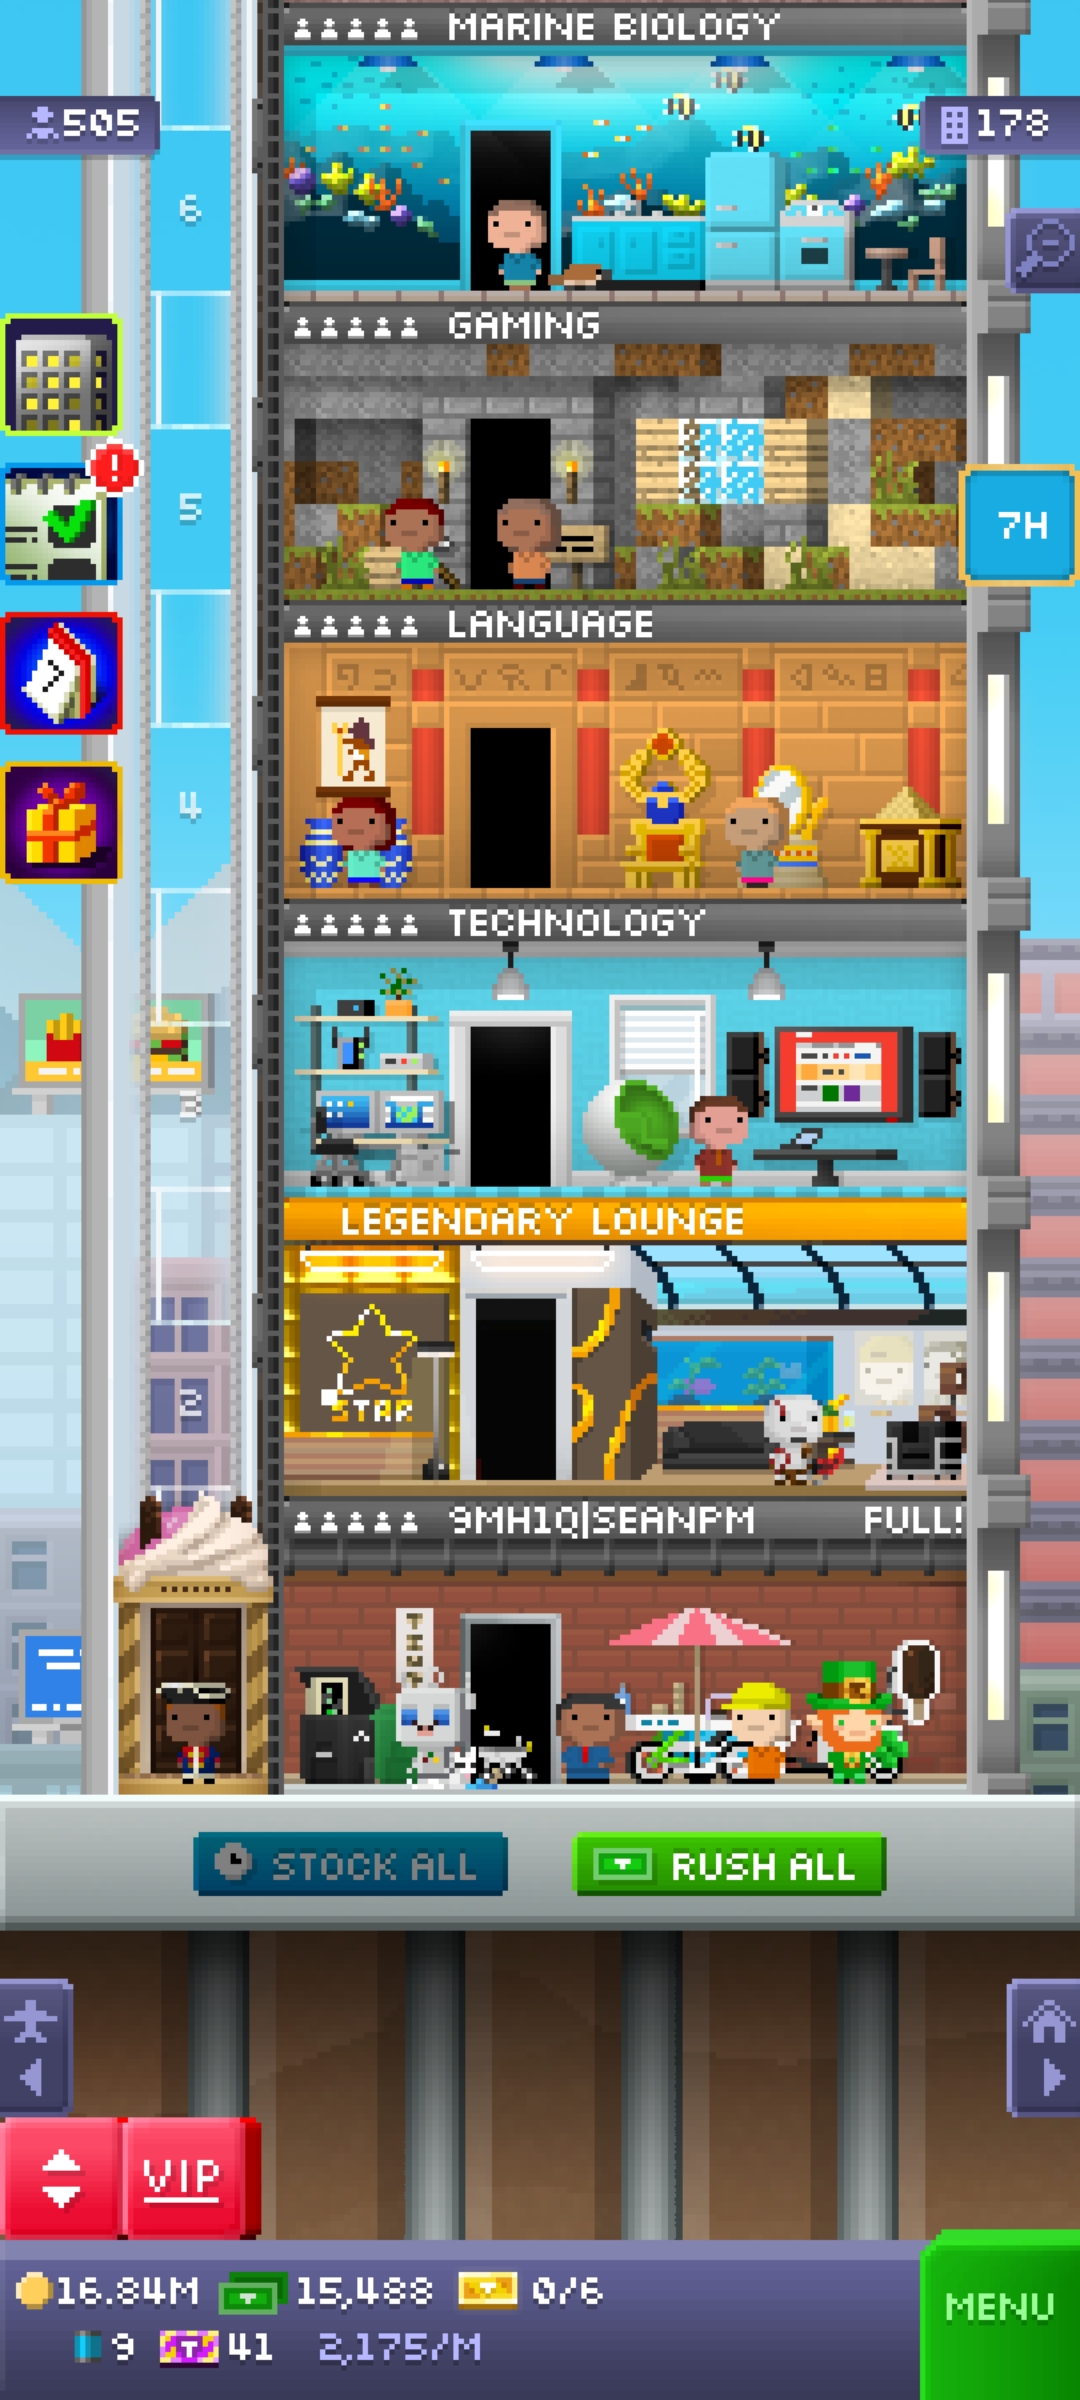 MARINE BIOLOGY
505
178
6
GAMING
5
7H
LANGUAGE
4
TECHNOLOGY
3
LEGENDARY LOUNGE
STAR
2
9MH1Q|SEANPM FULL!
STOCK ALL
RUSH ALL
VIP
16.84M 15,488 0/6
MENU
9 41 2,175/M